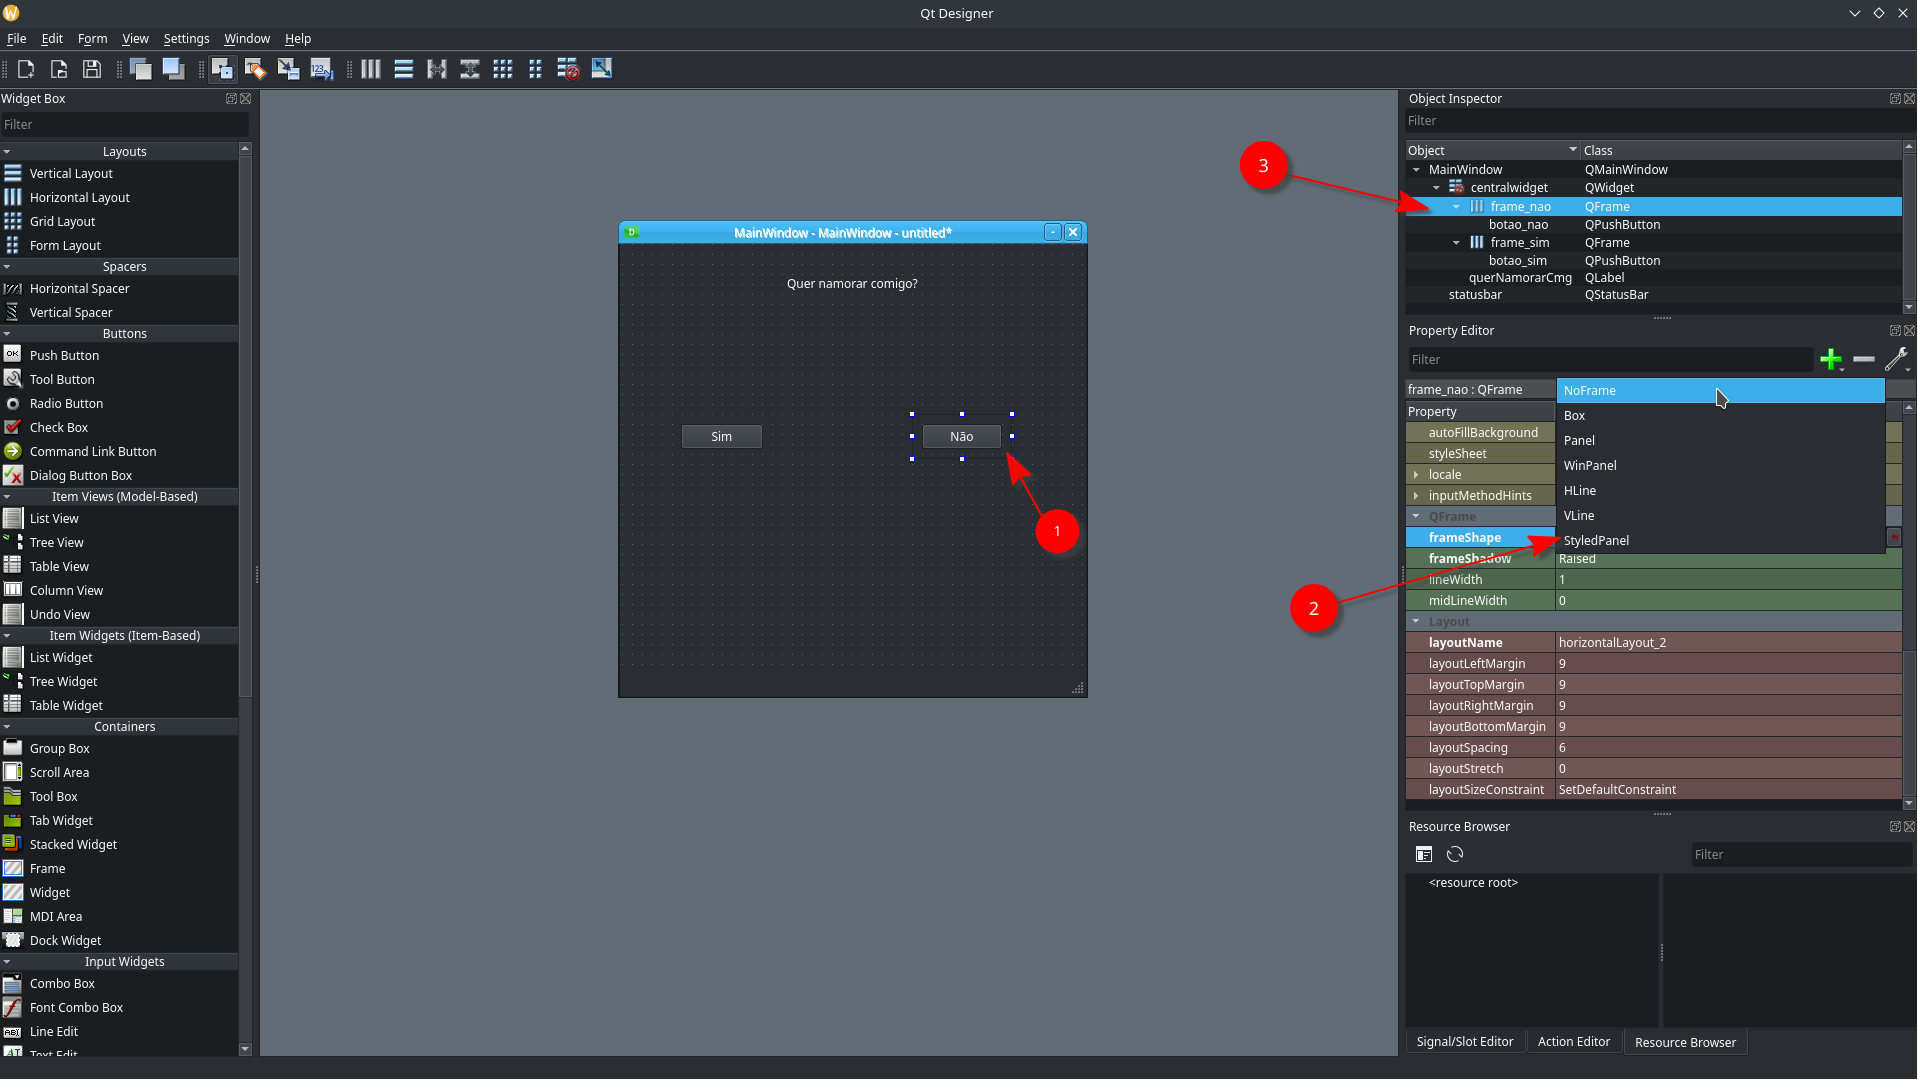 Qt Designer
File Edit Form View Settings Window Help
Widget Box
Filter
Layouts
Vertical Layout
Horizontal Layout
Grid Layout
Form Layout
Spacers
Horizontal Spacer
Vertical Spacer
Buttons
Push Button
Tool Button
Radio Button
Check Box
Command Link Button
Dialog Button Box
Item Views (Model-Based)
List View
Tree View
Table View
Column View
Undo View
Item Widgets (Item-Based)
List Widget
Tree Widget
Table Widget
Containers
Group Box
Scroll Area
Tool Box
Tab Widget
Stacked Widget
Frame
Widget
MDI Area
Dock Widget
Input Widgets
Combo Box
Font Combo Box
Line Edit
Text Edit
MainWindow - MainWindow - untitled*
Quer namorar comigo?
Sim
Não
1
2
3
Object Inspector
Filter
Object Class
MainWindow QMainWindow
centralwidget QWidget
frame_nao QFrame
botao_nao QPushButton
frame_sim QFrame
botao_sim QPushButton
querNamorarCmg QLabel
statusbar QStatusBar
Property Editor
Filter
frame_nao : QFrame
Property
autoFillBackground
styleSheet
locale
inputMethodHints
QFrame
frameShape
NoFrame
Box
Panel
WinPanel
HLine
VLine
StyledPanel
frameShadow Raised
lineWidth 1
midLineWidth 0
Layout
layoutName horizontalLayout_2
layoutLeftMargin 9
layoutTopMargin 9
layoutRightMargin 9
layoutBottomMargin 9
layoutSpacing 6
layoutStretch 0
layoutSizeConstraint SetDefaultConstraint
Resource Browser
Filter
<resource root>
Signal/Slot Editor Action Editor Resource Browser